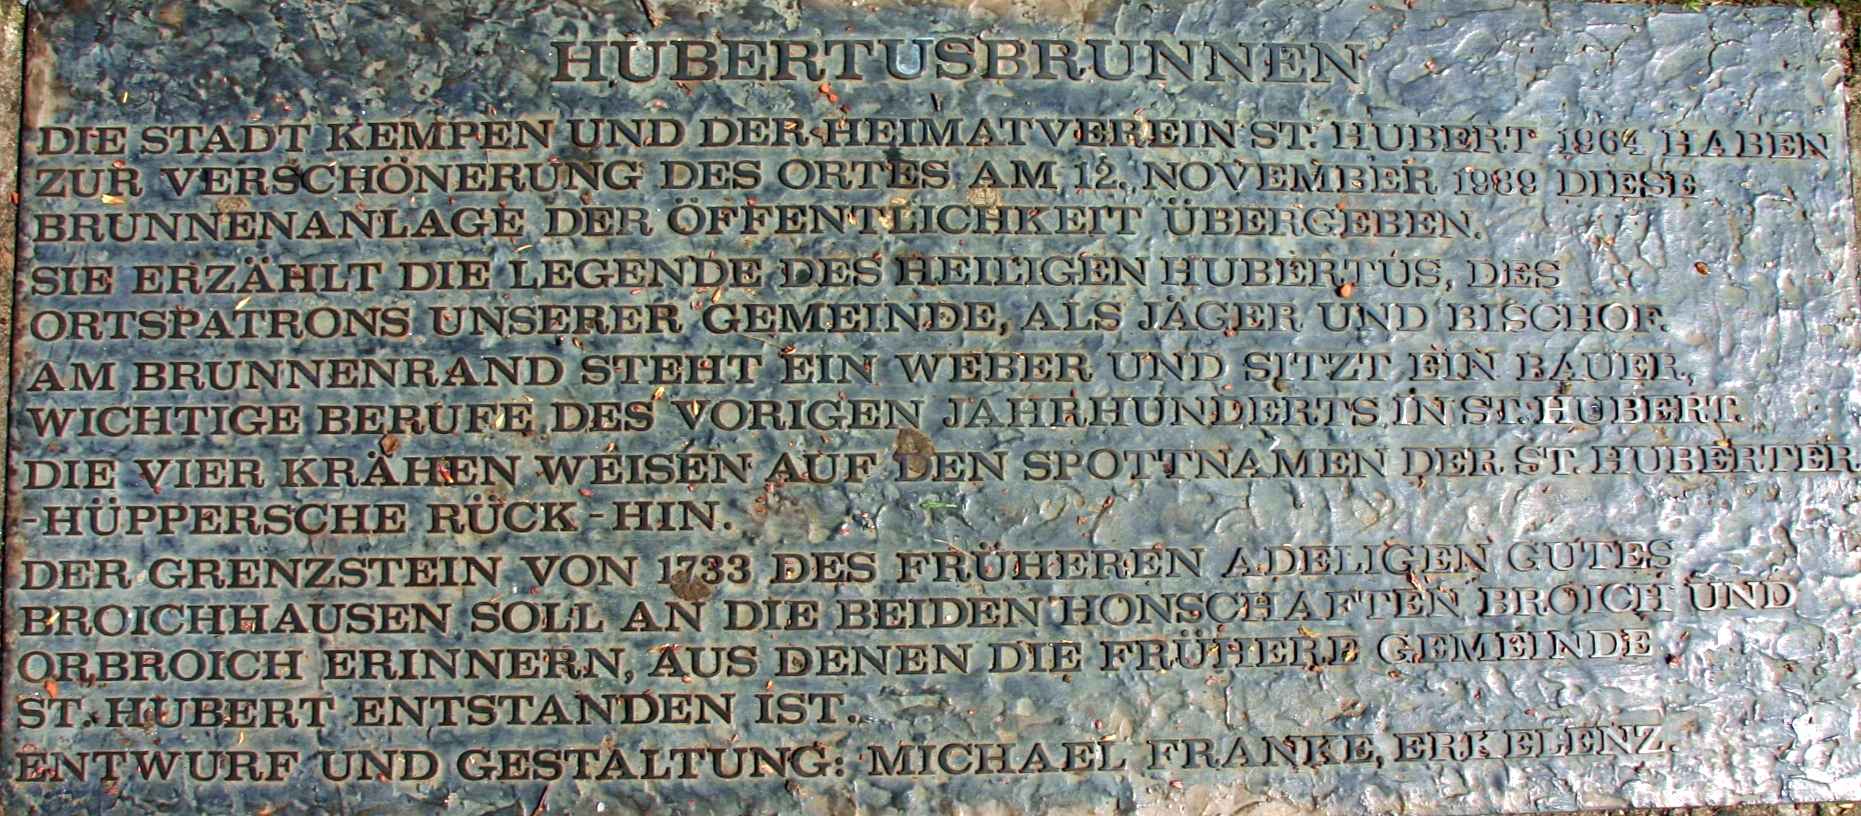 HUBERTUSBRUNNEN
DIE STADT KEMPEN UND DER HEIMATVEREIN ST. HUBERT 1964 HABEN
ZUR VERSCHÖNERUNG DES ORTES AM 12. NOVEMBER 1989 DIESE
BRUNNENANLAGE DER ÖFFENTLICHKEIT ÜBERGEBEN.
SIE ERZÄHLT DIE LEGENDE DES HEILIGEN HUBERTUS, DES
ORTSPATRONS UNSERER GEMEINDE, ALS JÄGER UND BISCHOF.
AM BRUNNENRAND STEHT EIN WEBER UND SITZT EIN BAUER,
WICHTIGE BERUFE DES VORIGEN JAHRHUNDERTS IN ST. HUBERT.
DIE VIER KRÄHEN WEISEN AUF DEN SPOTTNAMEN DER ST. HUBERTER
-HÜPPERSCHE RÜCK-HIN.
DER GRENZSTEIN VON 1733 DES FRÜHEREN ADELIGEN GUTES
BROICHHAUSEN SOLL AN DIE BEIDEN HONSCHAFTEN BROICH UND
ORBROICH ERINNERN, AUS DENEN DIE FRÜHERE GEMEINDE
ST. HUBERT ENTSTANDEN IST.
ENTWURF UND GESTALTUNG: MICHAEL FRANKE, ERKELENZ.